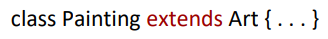 class Painting extends Art { . . . }